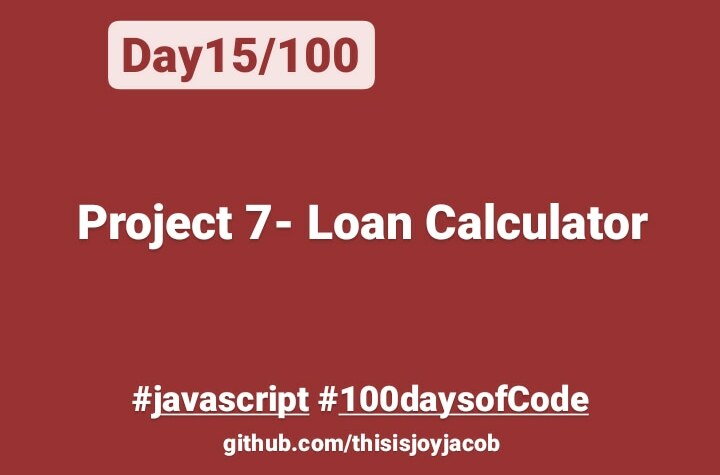 Day15/100
Project 7- Loan Calculator
#javascript #100daysofCode
github.com/thisisjoyjacob